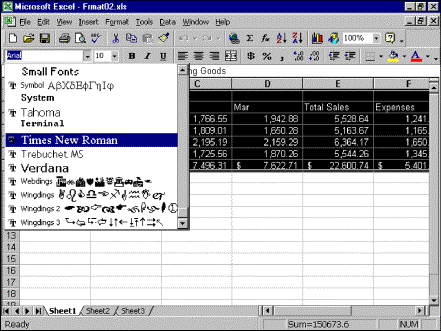 Microsoft Excel - Frmat02.xls
File Edit View Insert Format Tools Data Window Help
100%
Arial 10 B I U
Small Fonts ng Goods
Symbol ΑβΧδΕφΓηΙφ
System C D E F
Tahoma Mar Total Sales Expenses
Terminal 1,766.55 1,942.88 5,528.64 1,241.
1,809.01 1,650.28 5,163.67 1,165
Times New Roman 2,195.19 2,159.29 6,364.17 1,650
Trebuchet MS 1,725.56 1,870.26 5,544.26 1,345
Verdana 7,496.31 $ 7,622.71 $ 22,600.74 $ 5,401
Webdings
Wingdings
Wingdings 2
Wingdings 3
13
14
15
16
17
18
Sheet1 Sheet2 Sheet3
Ready Sum=150673.6 NUM